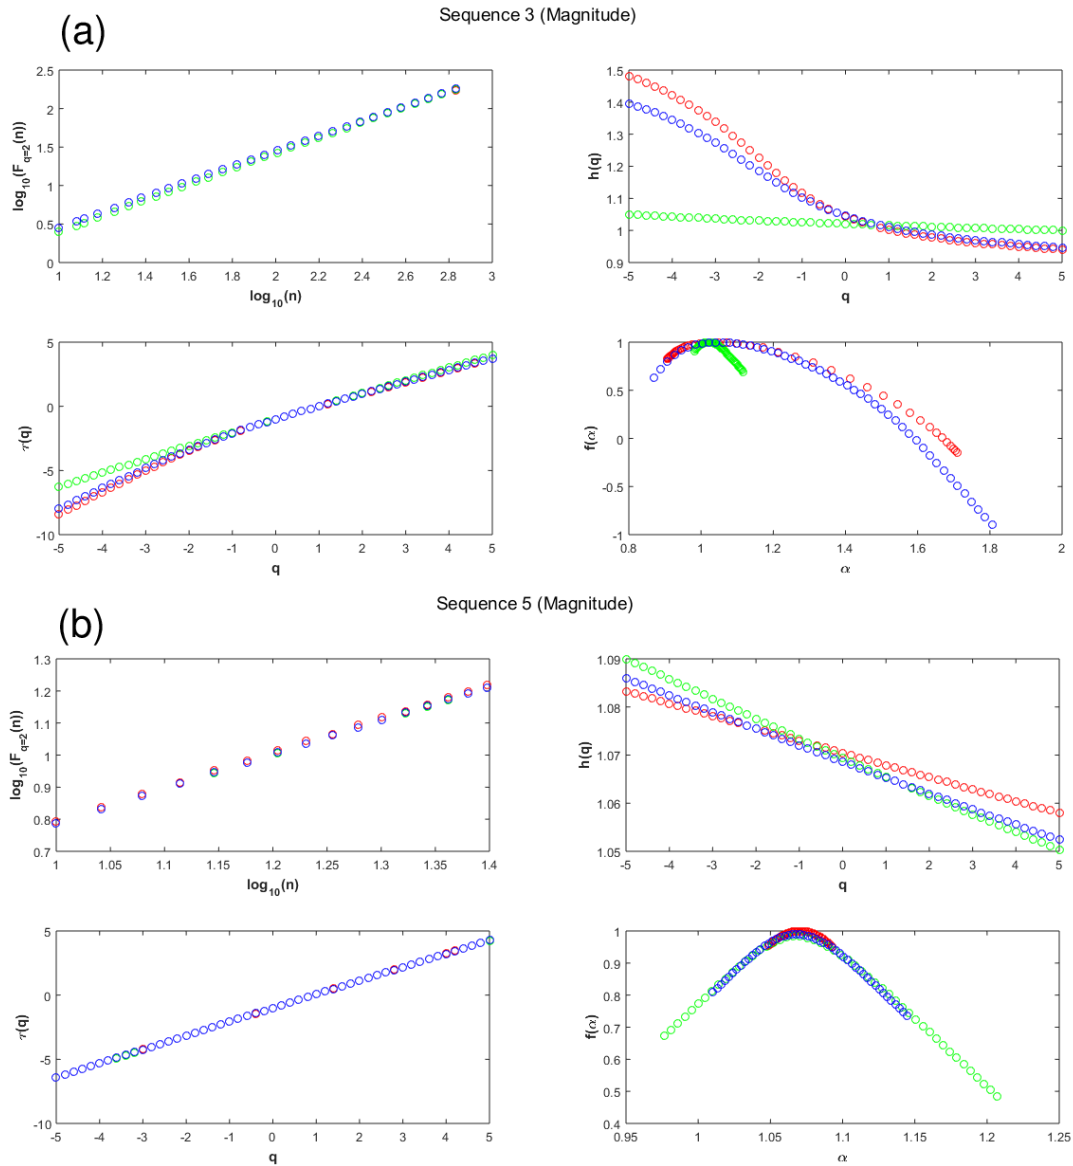 Sequence 3 (Magnitude)
(a)
2.5
2
1.5
1
0.5
0
log10(Fq=2(n))
1 1.2 1.4 1.6 1.8 2 2.2 2.4 2.6 2.8 3
log10(n)
1.5
1.4
1.3
1.2
1.1
1
0.9
h(q)
-5 -4 -3 -2 -1 0 1 2 3 4 5
q
5
0
-5
-10
τ(q)
-5 -4 -3 -2 -1 0 1 2 3 4 5
q
1
0.5
0
-0.5
-1
f(α)
0.8 1 1.2 1.4 1.6 1.8 2
α
Sequence 5 (Magnitude)
(b)
1.3
1.2
1.1
1
0.9
0.8
0.7
log10(Fq=2(n))
1 1.05 1.1 1.15 1.2 1.25 1.3 1.35 1.4
log10(n)
1.09
1.08
1.07
1.06
1.05
h(q)
-5 -4 -3 -2 -1 0 1 2 3 4 5
q
5
0
-5
-10
τ(q)
-5 -4 -3 -2 -1 0 1 2 3 4 5
q
1
0.9
0.8
0.7
0.6
0.5
0.4
f(α)
0.95 1 1.05 1.1 1.15 1.2 1.25
α